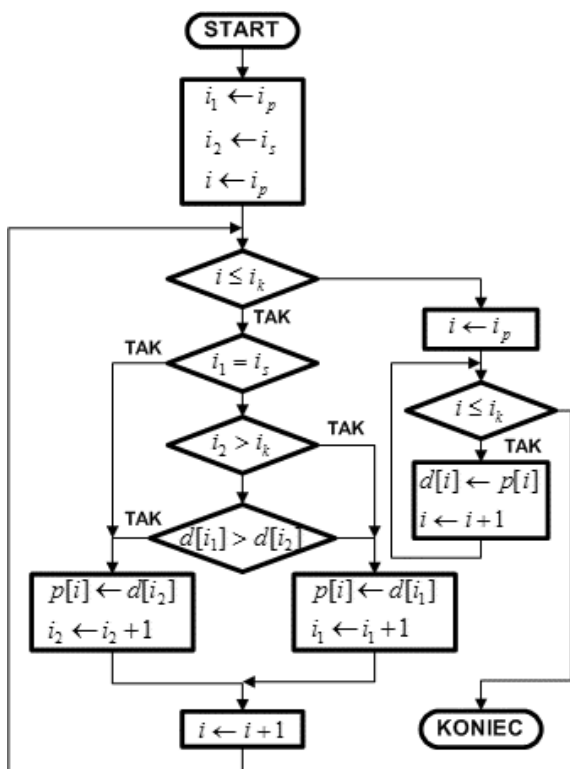 START
i₁ ← iₚ
i₂ ← iₛ
i ← iₚ
i ≤ iₖ
TAK
i ← iₚ
TAK
i₁ = iₛ
i ≤ iₖ
TAK
i₂ > iₖ
TAK
d[i] ← p[i]
i ← i + 1
TAK
d[i₁] > d[i₂]
p[i] ← d[i₂]
i₂ ← i₂ + 1
p[i] ← d[i₁]
i₁ ← i₁ + 1
i ← i + 1
KONIEC